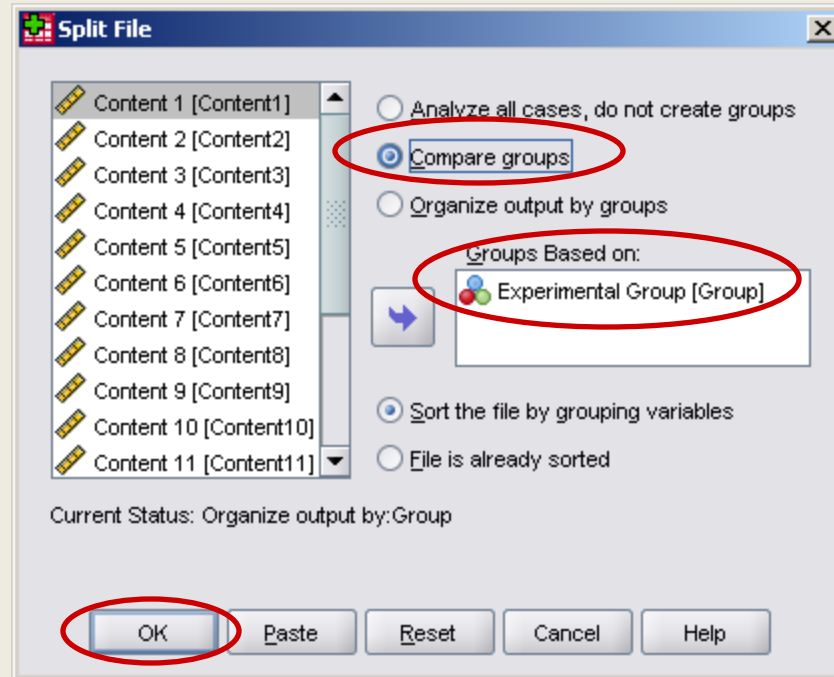 Split File
Content 1 [Content1]
Content 2 [Content2]
Content 3 [Content3]
Content 4 [Content4]
Content 5 [Content5]
Content 6 [Content6]
Content 7 [Content7]
Content 8 [Content8]
Content 9 [Content9]
Content 10 [Content10]
Content 11 [Content11]
Analyze all cases, do not create groups
Compare groups
Organize output by groups
Groups Based on:
Experimental Group [Group]
Sort the file by grouping variables
File is already sorted
Current Status: Organize output by:Group
OK
Paste
Reset
Cancel
Help